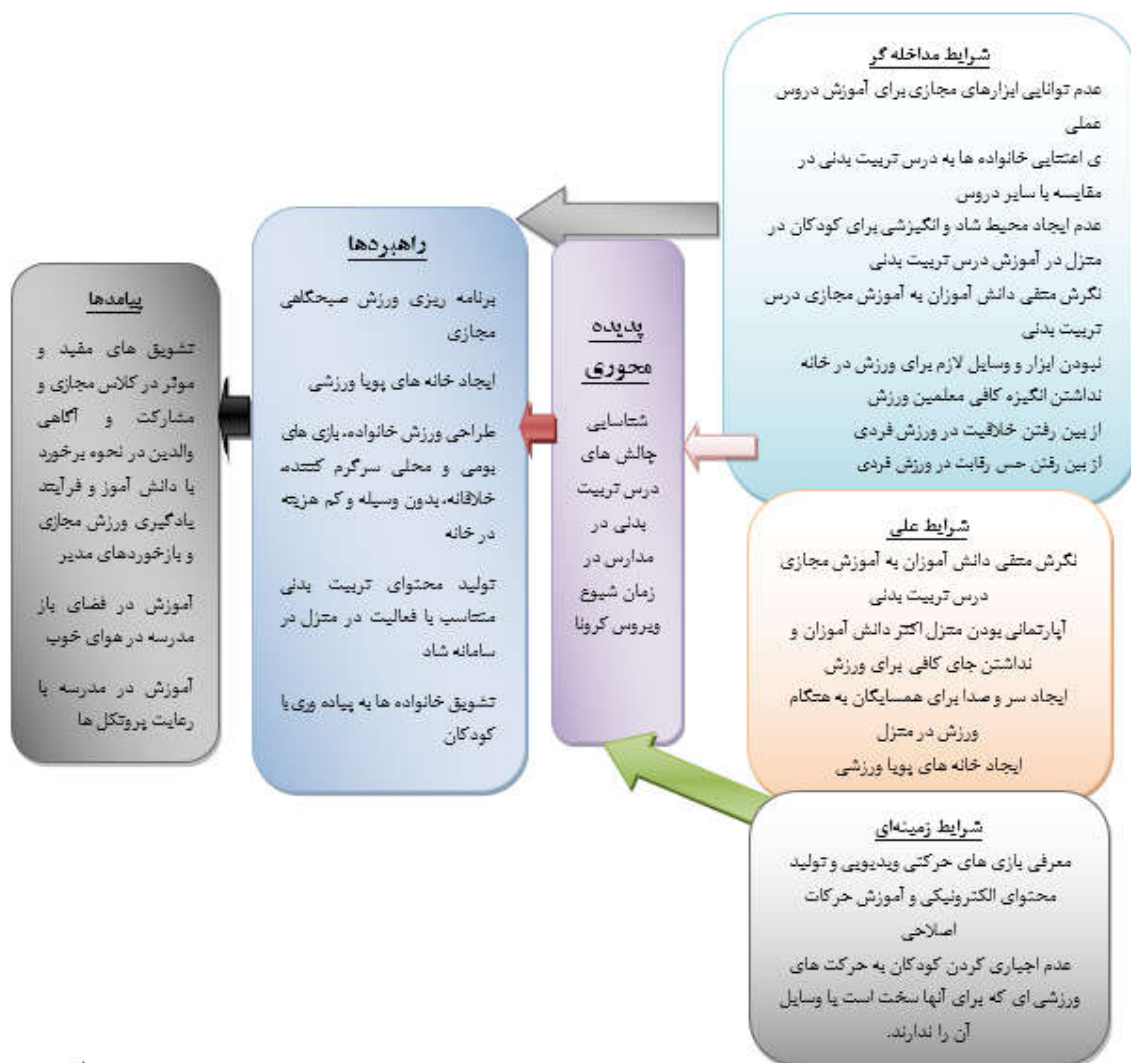 شرایط مداخله گر
عدم توانایی ابزارهای مجازی برای آموزش دروس
عملی
ی اعتنایی خانواده ها به درس تربیت بدنی در
مقایسه با سایر دروس
عدم ایجاد محیط شاد و انگیزشی برای کودکان در
منزل در آموزش درس تربیت بدنی
نگرش منفی دانش آموزان به آموزش مجازی درس
تربیت بدنی
نبودن ابزار و وسایل لازم برای ورزش در خانه
نداشتن انگیزه کافی معلمین ورزش
از بین رفتن خلاقیت در ورزش فردی
از بین رفتن حس رقابت در ورزش فردی
شرایط علی
نگرش منفی دانش آموزان به آموزش مجازی
درس تربیت بدنی
آپارتمانی بودن منزل اکثر دانش آموزان و
نداشتن جای کافی برای ورزش
ایجاد سر و صدا برای همسایگان به هنگام
ورزش در منزل
ایجاد خانه های پویا ورزشی
شرایط زمینه‌ای
معرفی بازی های حرکتی ویدیویی و تولید
محتوای الکترونیکی و آموزش حرکات
اصلاحی
عدم اجباری کردن کودکان به حرکت های
ورزشی ای که برای آنها سخت است یا وسایل
آن را ندارند.
پدیده
محوری
شناسایی
چالش های
درس تربیت
بدنی در
مدارس در
زمان شیوع
ویروس کرونا
راهبردها
برنامه ریزی ورزش صبحگاهی
مجازی
ایجاد خانه های پویا ورزشی
طراحی ورزش خانواده، بازی های
بومی و محلی سرگرم کننده،
خلاقانه، بدون وسیله و کم هزینه
در خانه
تولید محتوای تربیت بدنی
متناسب با فعالیت در منزل در
سامانه شاد
تشویق خانواده ها به پیاده وری با
کودکان
پیامدها
تشویق های مفید و
موثر در کلاس مجازی و
مشارکت و آگاهی
والدین در نحوه برخورد
با دانش آموز و فرآیند
یادگیری ورزش مجازی
و بازخوردهای مدیر
آموزش در فضای باز
مدرسه در هوای خوب
آموزش در مدرسه با
رعایت پروتکل ها